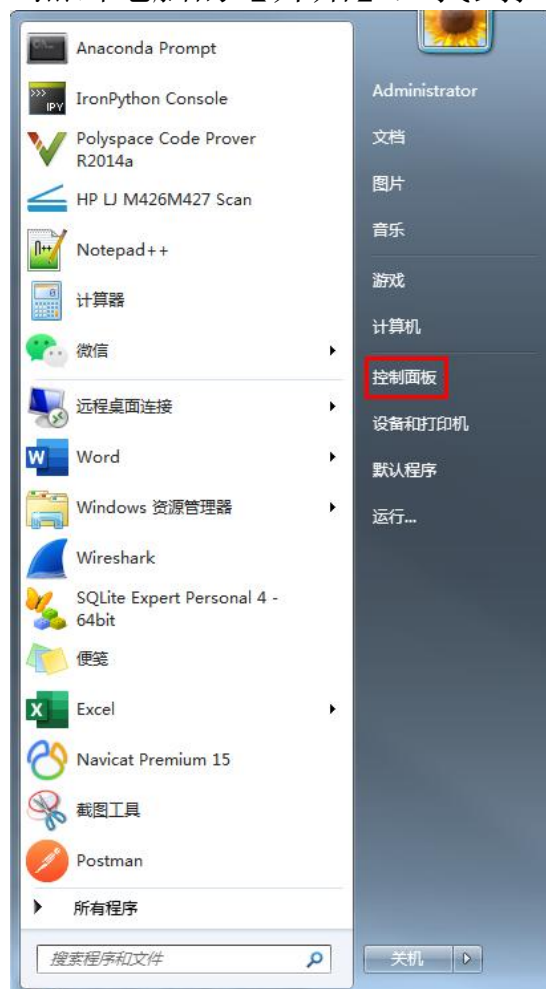 Anaconda Prompt
IronPython Console
Polyspace Code Prover
R2014a
HP LJ M426M427 Scan
Notepad++
计算器
微信
远程桌面连接
Word
Windows 资源管理器
Wireshark
SQLite Expert Personal 4 -
64bit
便笺
Excel
Navicat Premium 15
截图工具
Postman
所有程序
搜索程序和文件
Administrator
文档
图片
音乐
游戏
计算机
控制面板
设备和打印机
默认程序
运行...
关机